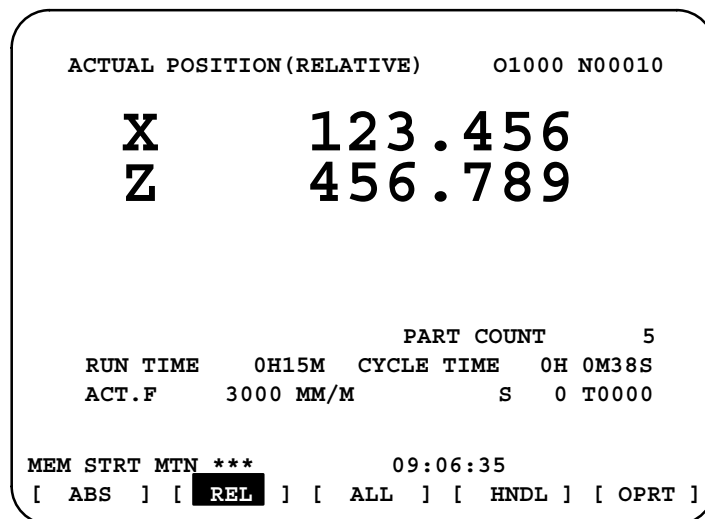 ACTUAL POSITION(RELATIVE) O1000 N00010
X 123.456
Z 456.789
PART COUNT 5
RUN TIME 0H15M CYCLE TIME 0H 0M38S
ACT.F 3000 MM/M S 0 T0000
MEM STRT MTN *** 09:06:35
[ ABS ] [ REL ] [ ALL ] [ HNDL ] [ OPRT ]